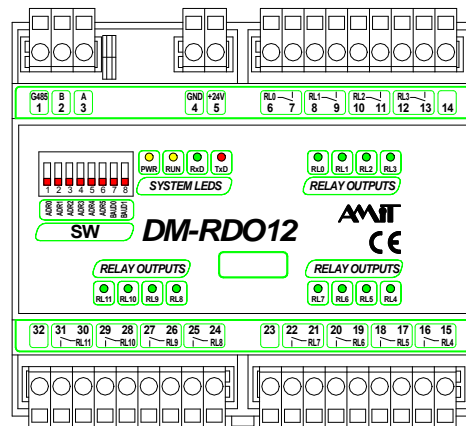 G485 B A GND +24V RL0 RL1 RL2 RL3
1 2 3 4 5 6 7 8 9 10 11 12 13 14
PWR RUN RxD TxD RL0 RL1 RL2 RL3
SYSTEM LEDS RELAY OUTPUTS
1 2 3 4 5 6 7 8
ADR0 ADR1 ADR2 ADR3 ADR4 ADR5 BAUD0 BAUD1
SW DM-RDO12 AMiT
CE
RELAY OUTPUTS RELAY OUTPUTS
RL11 RL10 RL9 RL8 RL7 RL6 RL5 RL4
32 31 30 29 28 27 26 25 24 23 22 21 20 19 18 17 16 15
RL11 RL10 RL9 RL8 RL7 RL6 RL5 RL4